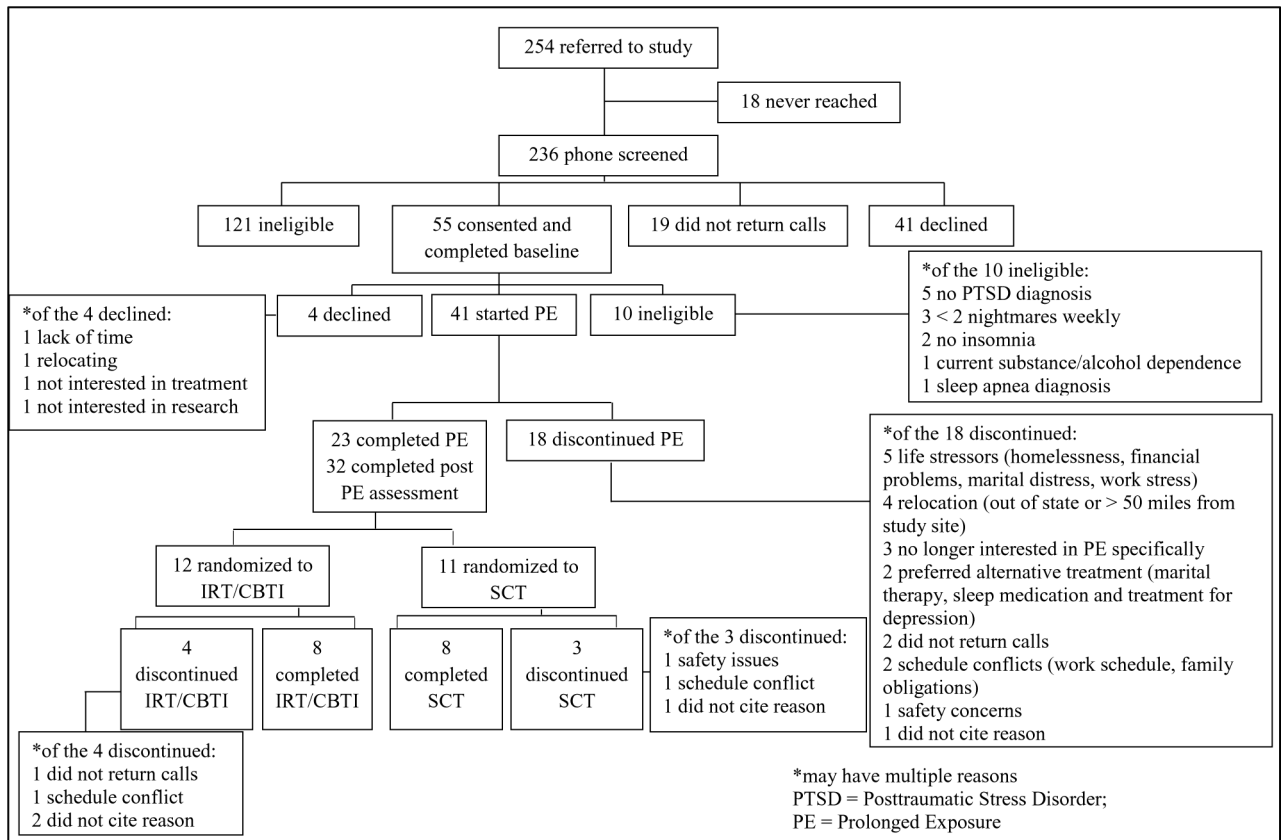 254 referred to study
18 never reached
236 phone screened
121 ineligible
55 consented and
completed baseline
19 did not return calls
41 declined
*of the 4 declined:
1 lack of time
1 relocating
1 not interested in treatment
1 not interested in research
4 declined
41 started PE
10 ineligible
*of the 10 ineligible:
5 no PTSD diagnosis
3 < 2 nightmares weekly
2 no insomnia
1 current substance/alcohol dependence
1 sleep apnea diagnosis
23 completed PE
32 completed post
PE assessment
18 discontinued PE
*of the 18 discontinued:
5 life stressors (homelessness, financial
problems, marital distress, work stress)
4 relocation (out of state or > 50 miles from
study site)
3 no longer interested in PE specifically
2 preferred alternative treatment (marital
therapy, sleep medication and treatment for
depression)
2 did not return calls
2 schedule conflicts (work schedule, family
obligations)
1 safety concerns
1 did not cite reason
12 randomized to
IRT/CBTI
11 randomized to
SCT
4
discontinued
IRT/CBTI
8
completed
IRT/CBTI
8
completed
SCT
3
discontinued
SCT
*of the 3 discontinued:
1 safety issues
1 schedule conflict
1 did not cite reason
*of the 4 discontinued:
1 did not return calls
1 schedule conflict
2 did not cite reason
*may have multiple reasons
PTSD = Posttraumatic Stress Disorder;
PE = Prolonged Exposure